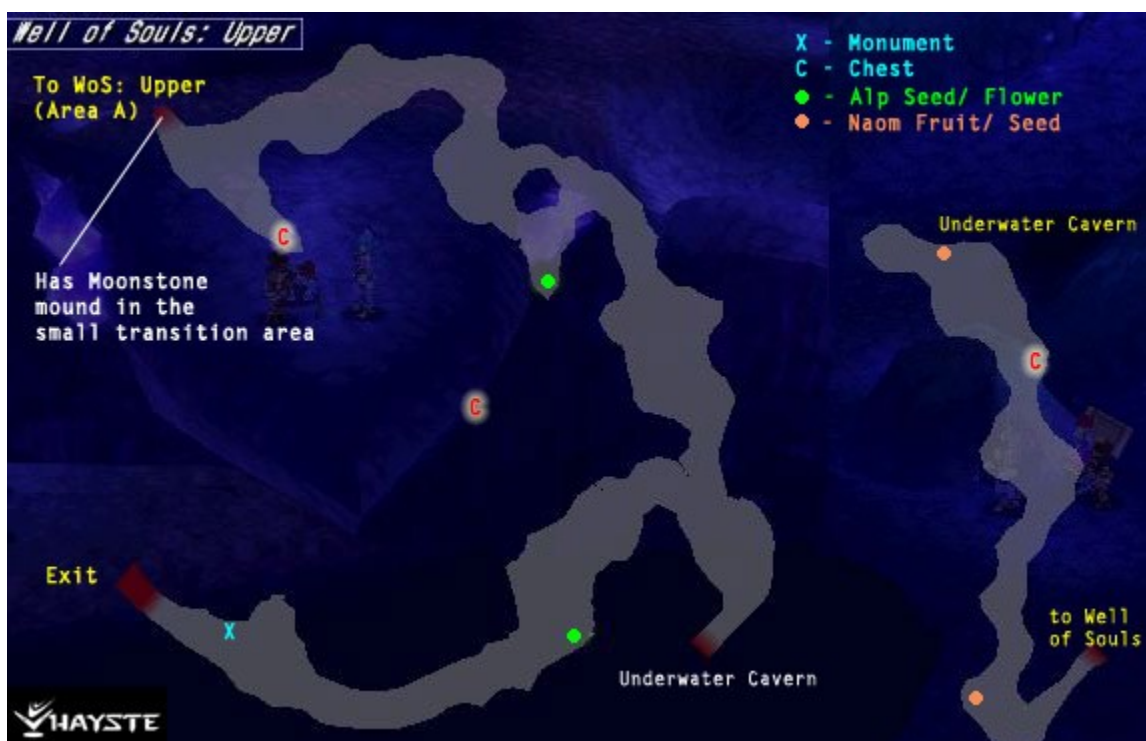 Well of Souls: Upper
X - Monument
C - Chest
- Alp Seed/ Flower
- Naom Fruit/ Seed
To WoS: Upper
(Area A)
C
Has Moonstone
mound in the
small transition area
C
Exit
X
Underwater Cavern
Underwater Cavern
C
to Well
of Souls
HAYSTE